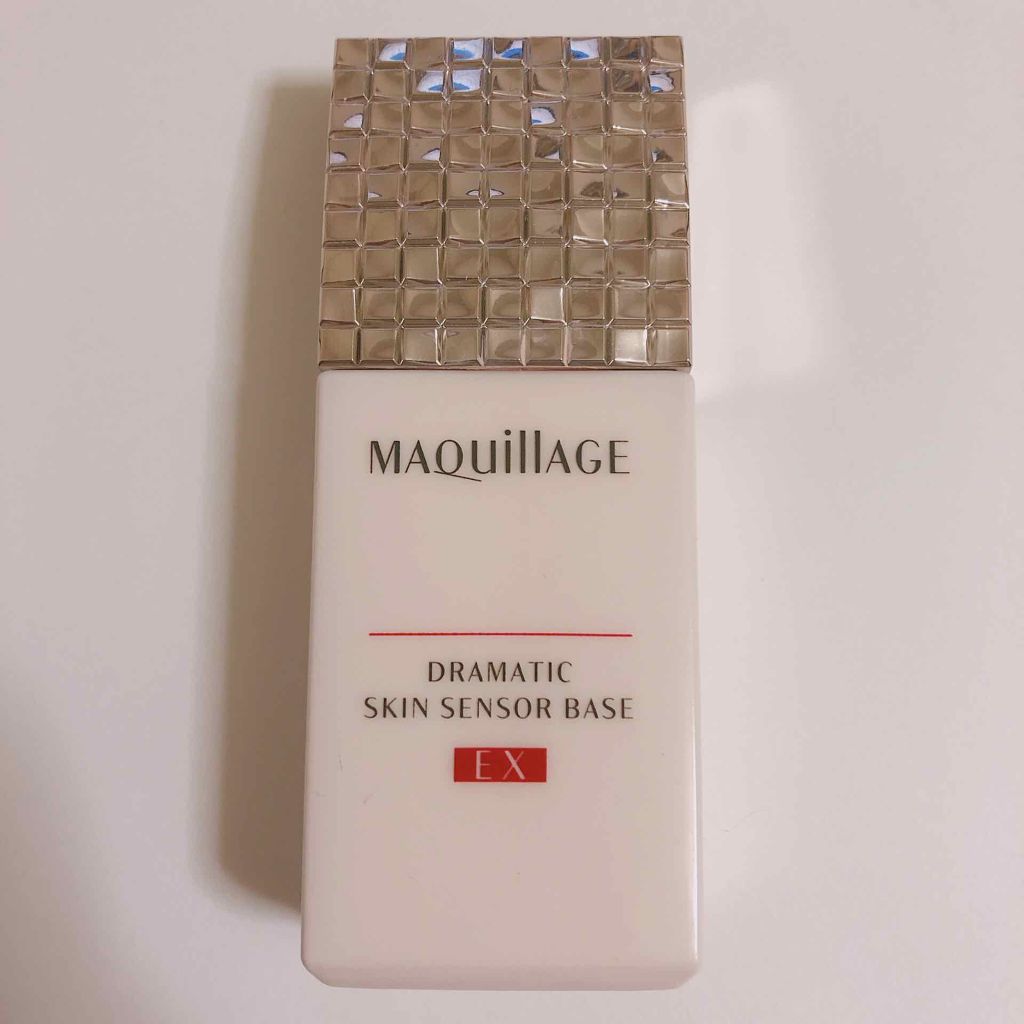 MAQuillAGE
DRAMATIC
SKIN SENSOR BASE
EX